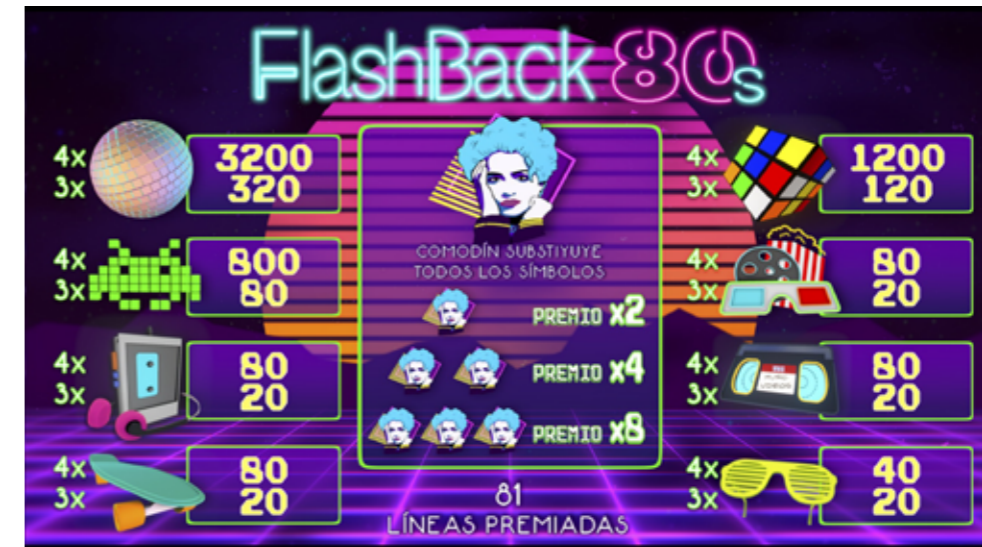 FlashBack 80s
4x 3200
3x 320
4x 800
3x 80
4x 80
3x 20
4x 80
3x 20
COMODÍN SUBSTIYUYE
TODOS LOS SÍMBOLOS
PREMIO X2
PREMIO X4
PREMIO X8
81
LÍNEAS PREMIADAS
4x 1200
3x 120
4x 80
3x 20
4x 80
3x 20
4x 40
3x 20